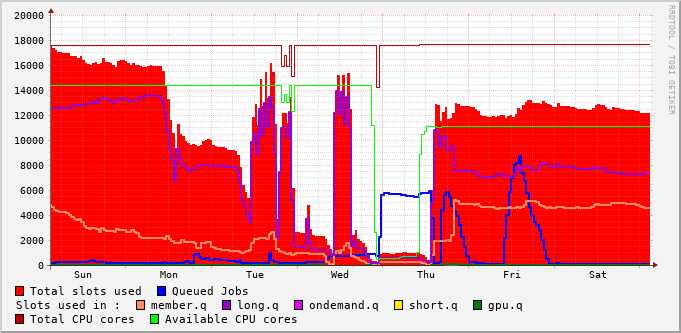 20000
18000
16000
14000
12000
10000
8000
6000
4000
2000
0
Sun Mon Tue Wed Thu Fri Sat
RRDTOOL / TOBI OETIKER
Total slots used Queued Jobs
Slots used in : member.q long.q ondemand.q short.q gpu.q
Total CPU cores Available CPU cores